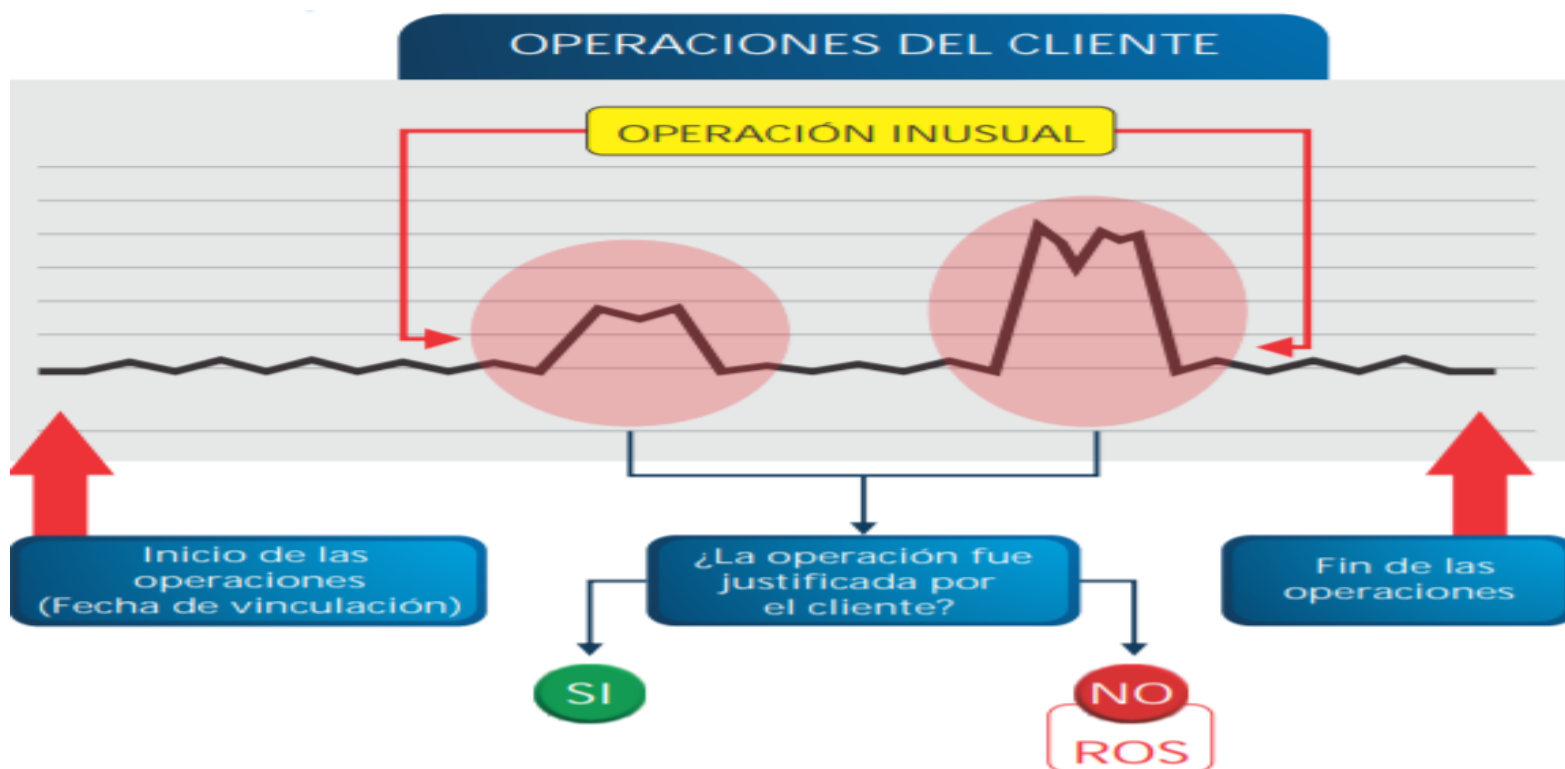 OPERACIONES DEL CLIENTE
OPERACIÓN INUSUAL
Inicio de las
operaciones
(Fecha de vinculación)
¿La operación fue
justificada por
el cliente?
Fin de las
operaciones
SI
NO
ROS